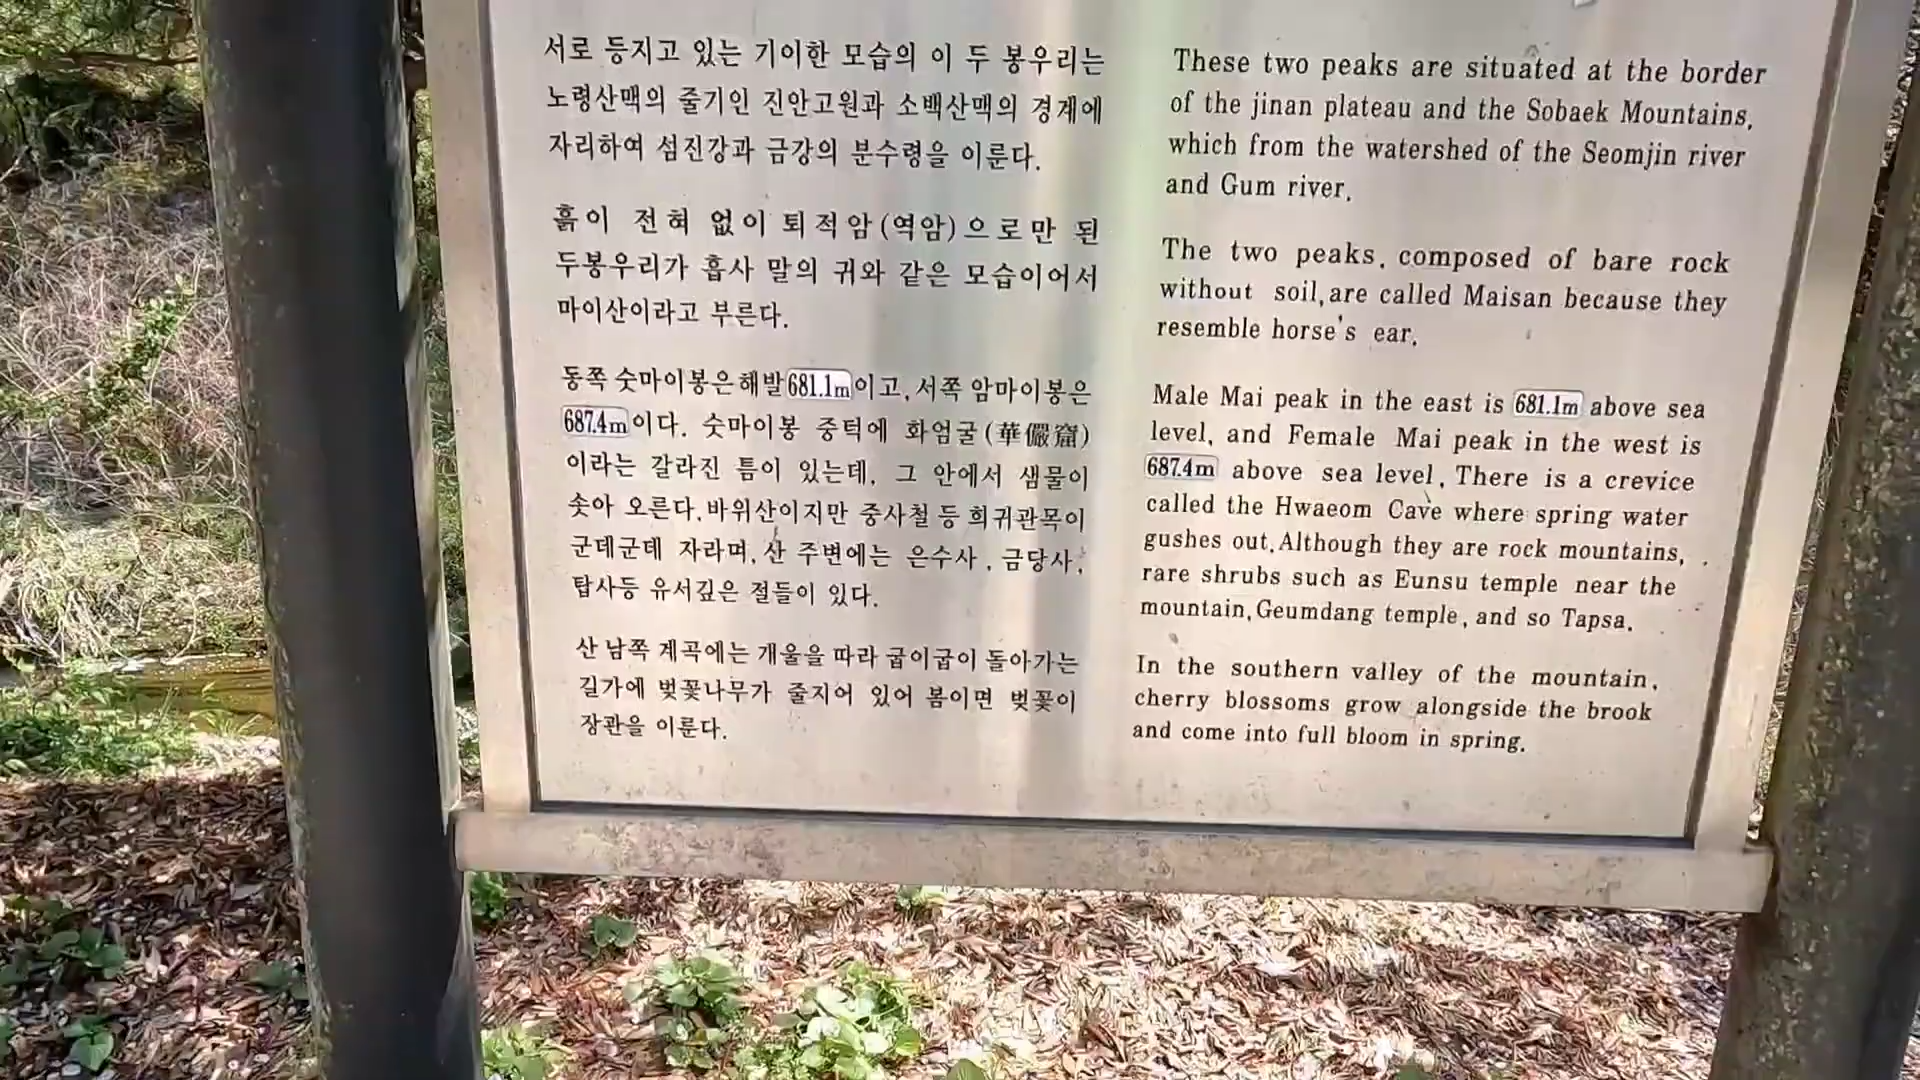 서로 등지고 있는 기이한 모습의 이 두 봉우리는
노령산맥의 줄기인 진안고원과 소백산맥의 경계에
자리하여 섬진강과 금강의 분수령을 이룬다.
흙이 전혀 없이 퇴적암(역암)으로만 된
두봉우리가 흡사 말의 귀와 같은 모습이어서
마이산이라고 부른다.
동쪽 숫마이봉은 해발 681.1m이고, 서쪽 암마이봉은
687.4m이다. 숫마이봉 중턱에 화엄굴(華儼窟)
이라는 갈라진 틈이 있는데, 그 안에서 샘물이
솟아 오른다. 바위산이지만 중사철 등 희귀관목이
군데군데 자라며, 산 주변에는 은수사, 금당사,
탑사등 유서깊은 절들이 있다.
산 남쪽 계곡에는 개울을 따라 굽이굽이 돌아가는
길가에 벚꽃나무가 줄지어 있어 봄이면 벚꽃이
장관을 이룬다.
These two peaks are situated at the border
of the jinan plateau and the Sobaek Mountains,
which from the watershed of the Seomjin river
and Gum river.
The two peaks, composed of bare rock
without soil, are called Maisan because they
resemble horse's ear.
Male Mai peak in the east is 681.1m above sea
level, and Female Mai peak in the west is
687.4m above sea level. There is a crevice
called the Hwaeom Cave where spring water
gushes out. Although they are rock mountains,
rare shrubs such as Eunsu temple near the
mountain, Geumdang temple, and so Tapsa.
In the southern valley of the mountain,
cherry blossoms grow alongside the brook
and come into full bloom in spring.